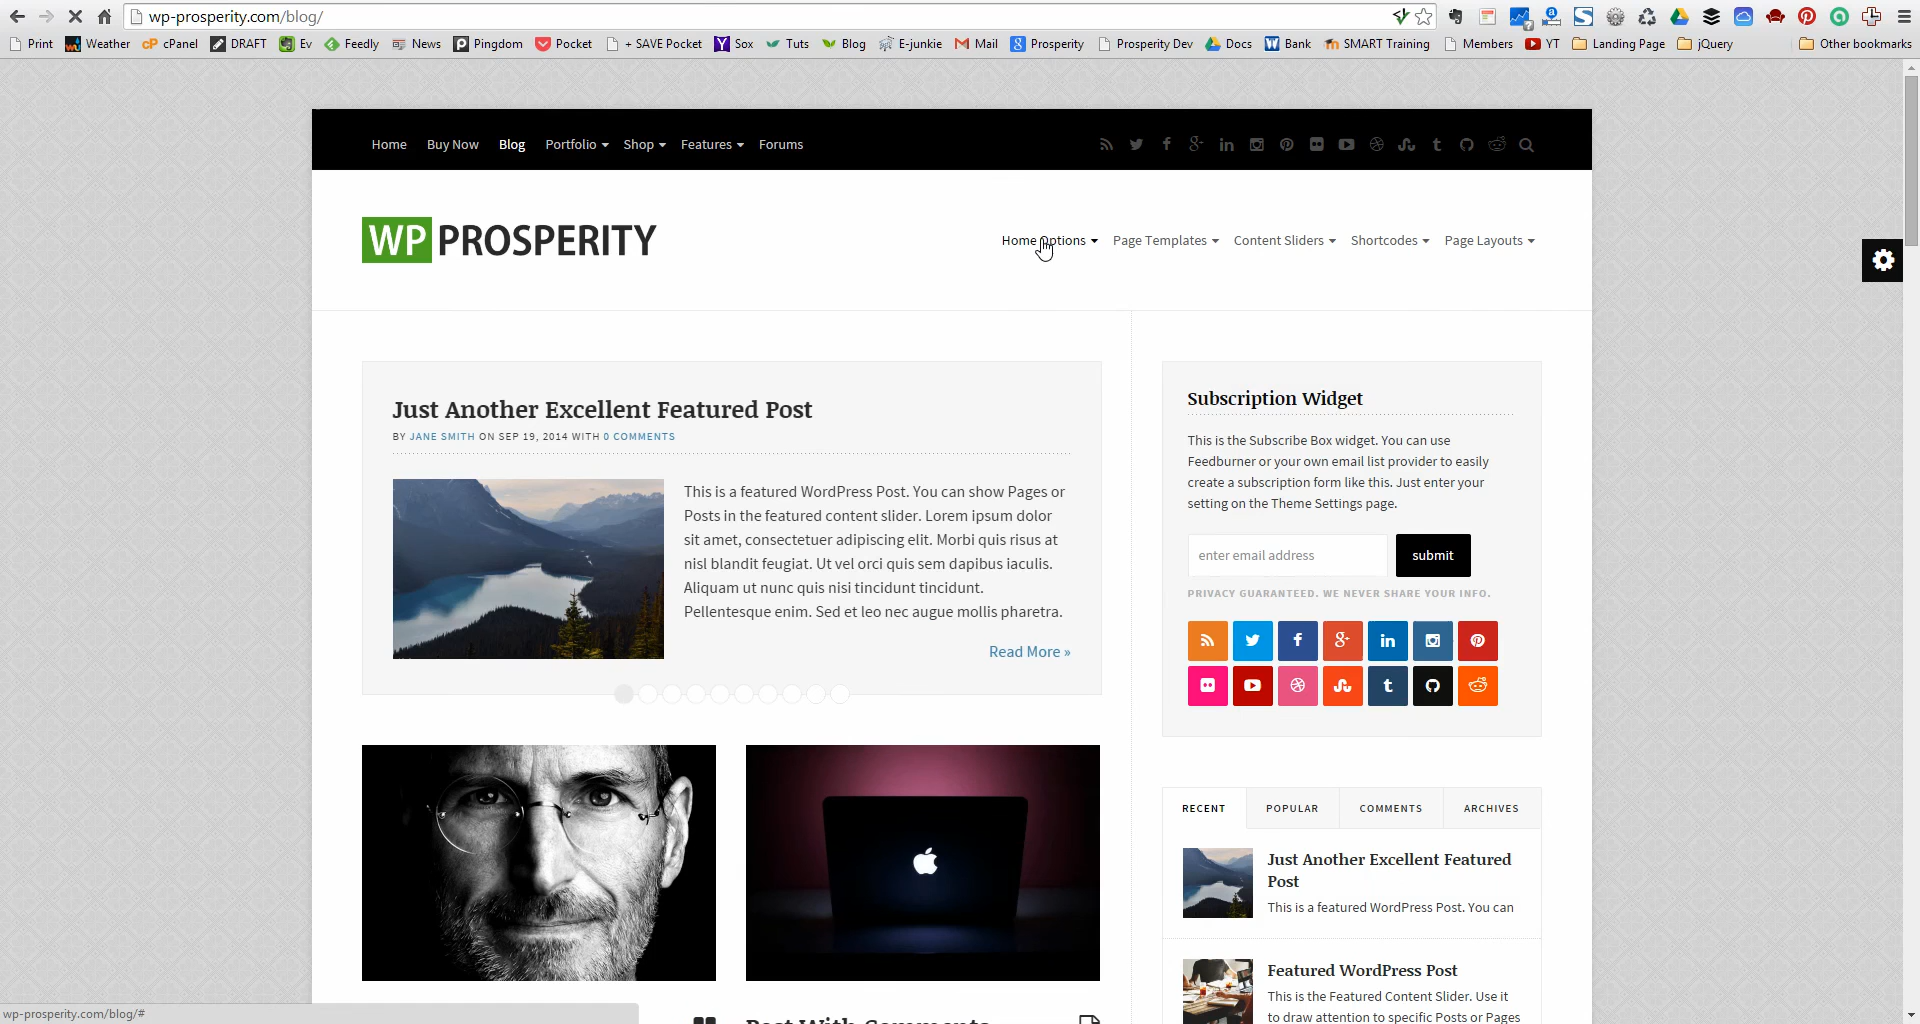 wp-prosperity.com/blog/
Print Weather cPanel DRAFT Ev Feedly News Pingdom Pocket + SAVE Pocket Sox Tuts Blog E-junkie Mail Prosperity Prosperity Dev Docs Bank SMART Training Members YT Landing Page jQuery Other bookmarks
Home Buy Now Blog Portfolio Shop Features Forums
WP PROSPERITY
Home Options Page Templates Content Sliders Shortcodes Page Layouts
Just Another Excellent Featured Post
BY JANE SMITH ON SEP 19, 2014 WITH 0 COMMENTS
This is a featured WordPress Post. You can show Pages or
Posts in the featured content slider. Lorem ipsum dolor
sit amet, consectetuer adipiscing elit. Morbi quis risus at
nisl blandit feugiat. Ut vel orci quis sem dapibus iaculis.
Aliquam ut nunc quis nisi tincidunt tincidunt.
Pellentesque enim. Sed et leo nec augue mollis pharetra.
Read More »
Subscription Widget
This is the Subscribe Box widget. You can use
Feedburner or your own email list provider to easily
create a subscription form like this. Just enter your
setting on the Theme Settings page.
enter email address submit
PRIVACY GUARANTEED. WE NEVER SHARE YOUR INFO.
RECENT POPULAR COMMENTS ARCHIVES
Just Another Excellent Featured
Post
This is a featured WordPress Post. You can
Featured WordPress Post
This is the Featured Content Slider. Use it
to draw attention to specific Posts or Pages
Post With Comments
wp-prosperity.com/blog/#